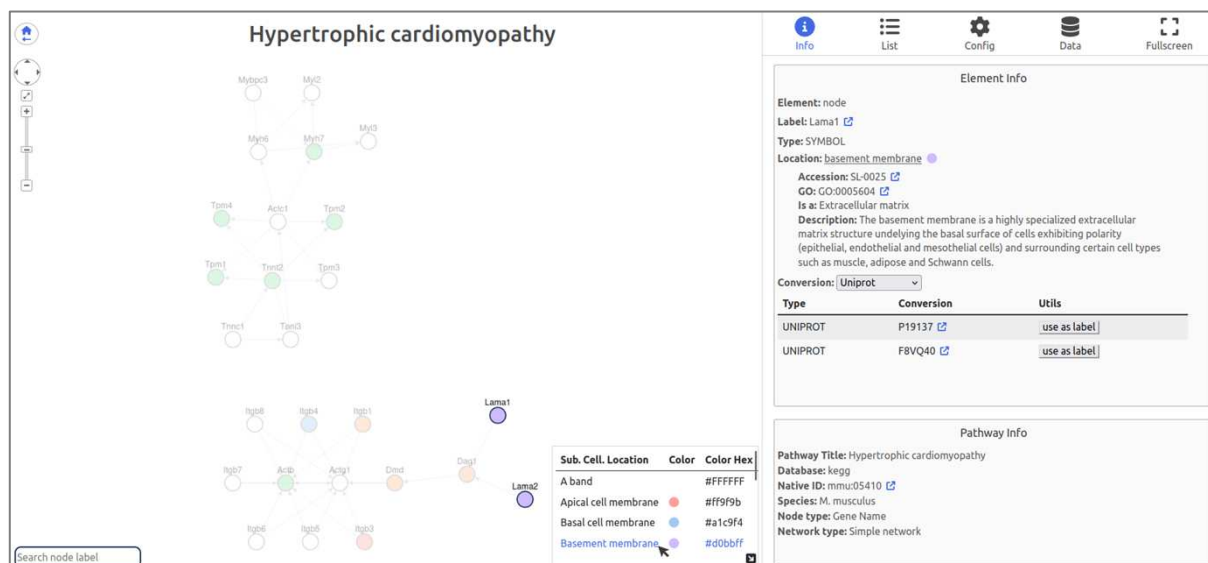 Hypertrophic cardiomyopathy
Mybpc3
Myl2
Myh6
Myh7
Myl3
Tpm4
Actc1
Tpm2
Tpm1
Tnnt2
Tpm3
Tnnc1
Tnni3
Itgb8
Itgb4
Itgb1
Lama1
Itgb7
Actb
Actg1
Dmd
Dag1
Lama2
Itgb6
Itgb5
Itgb3
Search node label
Sub. Cell. Location Color Color Hex
A band #FFFFFF
Apical cell membrane #ff9f9b
Basal cell membrane #a1c9f4
Basement membrane #d0bbff
Info List Config Data Fullscreen
Element Info
Element: node
Label: Lama1
Type: SYMBOL
Location: basement membrane
Accession: SL-0025
GO: GO:0005604
Is a: Extracellular matrix
Description: The basement membrane is a highly specialized extracellular
matrix structure undelying the basal surface of cells exhibiting polarity
(epithelial, endothelial and mesothelial cells) and surrounding certain cell types
such as muscle, adipose and Schwann cells.
Conversion: Uniprot
Type Conversion Utils
UNIPROT P19137 use as label
UNIPROT F8VQ40 use as label
Pathway Info
Pathway Title: Hypertrophic cardiomyopathy
Database: kegg
Native ID: mmu:05410
Species: M. musculus
Node type: Gene Name
Network type: Simple network